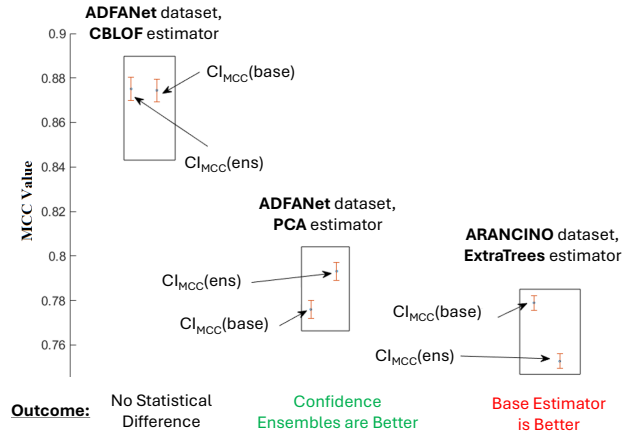 ADFANet dataset,
CBLOF estimator
0.9
0.88
0.86
0.84
0.82
0.8
0.78
0.76
MCC Value
CIMCC(base)
CIMCC(ens)
ADFANet dataset,
PCA estimator
CIMCC(ens)
CIMCC(base)
ARANCINO dataset,
ExtraTrees estimator
CIMCC(base)
CIMCC(ens)
Outcome:
No Statistical
Difference
Confidence
Ensembles are Better
Base Estimator
is Better